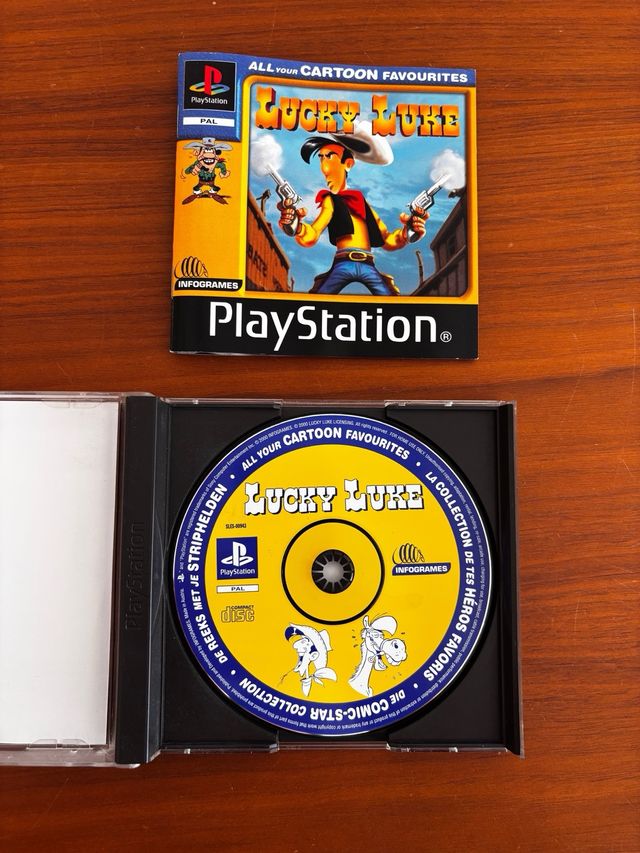 ALL YOUR CARTOON FAVOURITES
PlayStation
PAL
LUCKY LUKE
INFOGRAMES
PlayStation®
PlayStation
ALL YOUR CARTOON FAVOURITES
LA COLLECTION DE TES HÉROS FAVORIS
DIE COMIC-STAR COLLECTION
DE REEKS MET JE STRIPHELDEN
LUCKY LUKE
SLES-00943
PlayStation
PAL
INFOGRAMES
COMPACT
disc